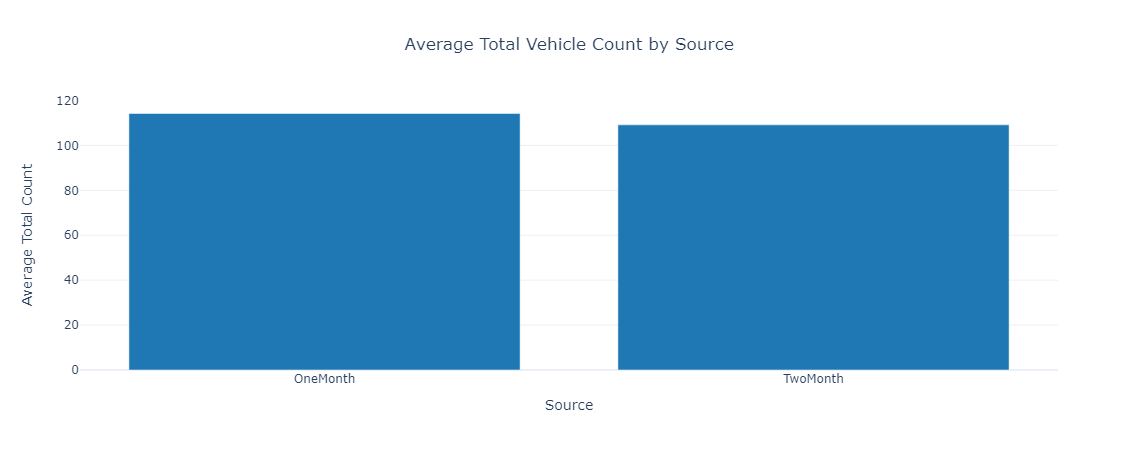 Average Total Vehicle Count by Source
Average Total Count
120
100
80
60
40
20
0
OneMonth
TwoMonth
Source